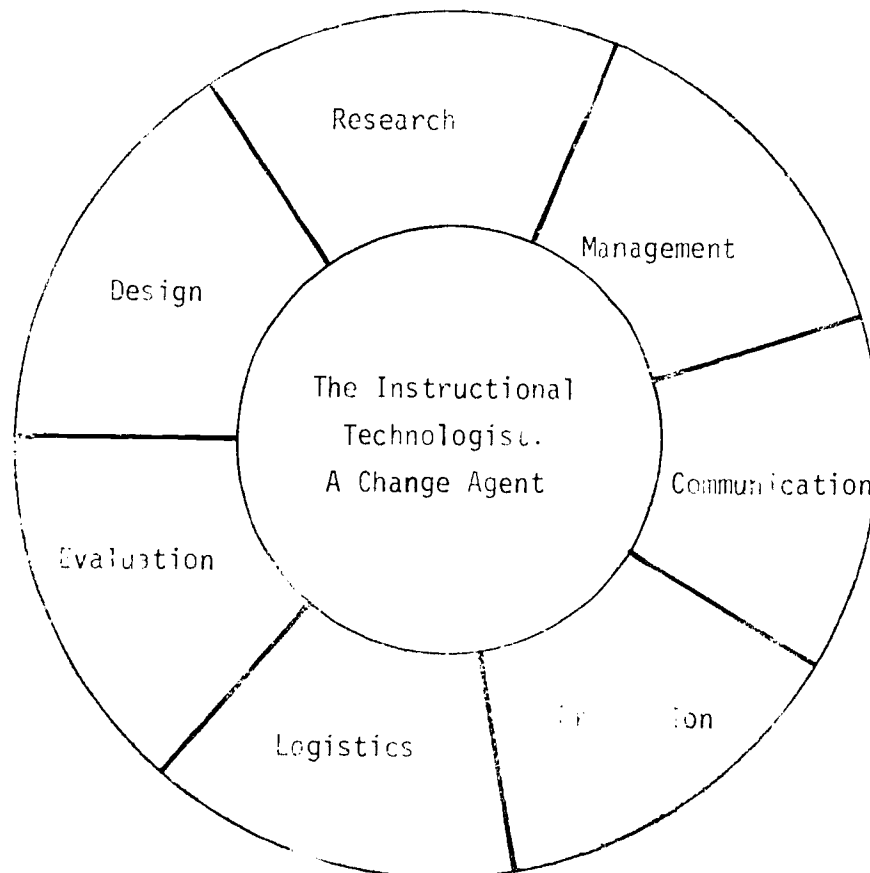 Research
Management
Design
The Instructional
Technologist.
A Change Agent
Communication
Evaluation
Logistics